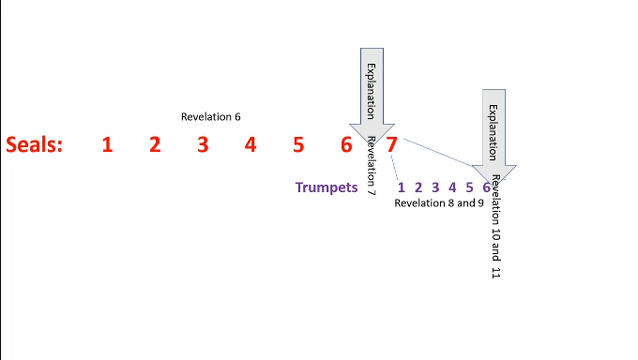 Explanation
Explanation
Revelation 6
Seals: 1 2 3 4 5 6 7
Revelation 7
Trumpets 1 2 3 4 5 6
Revelation 8 and 9
Revelation 10 and 11